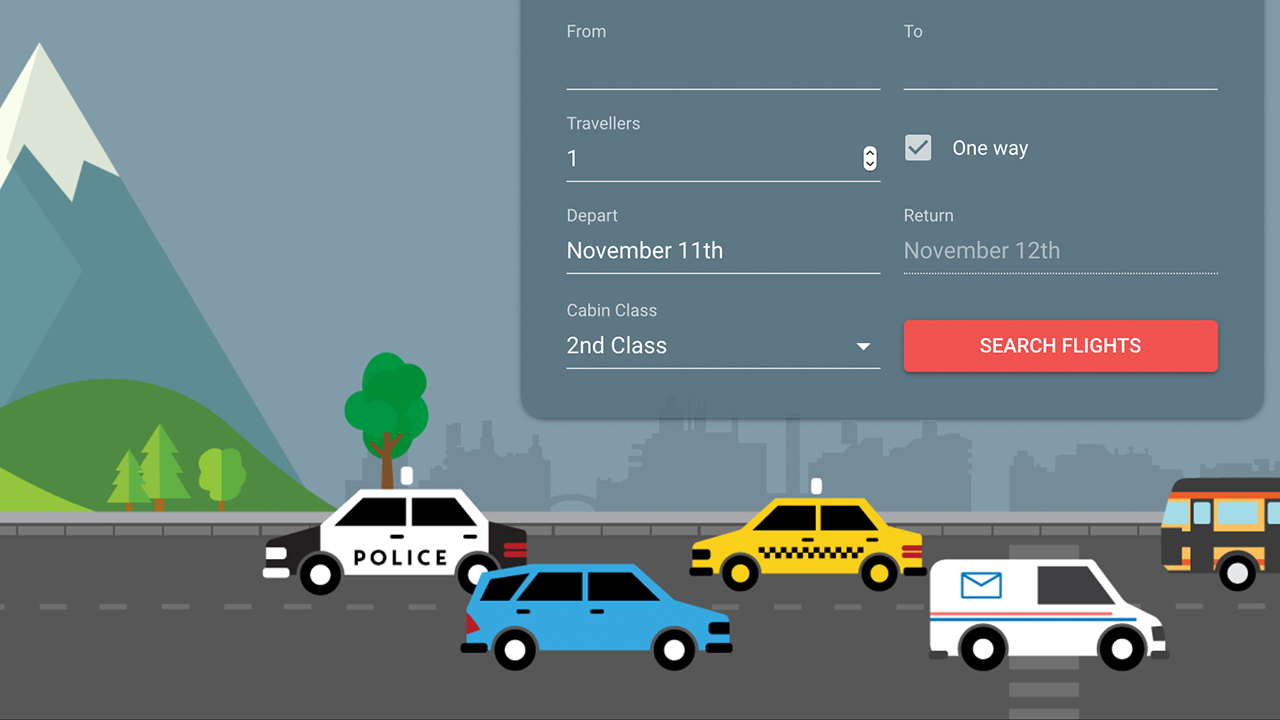 From
To
Travellers
1
One way
Depart
November 11th
Return
November 12th
Cabin Class
2nd Class
SEARCH FLIGHTS
POLICE